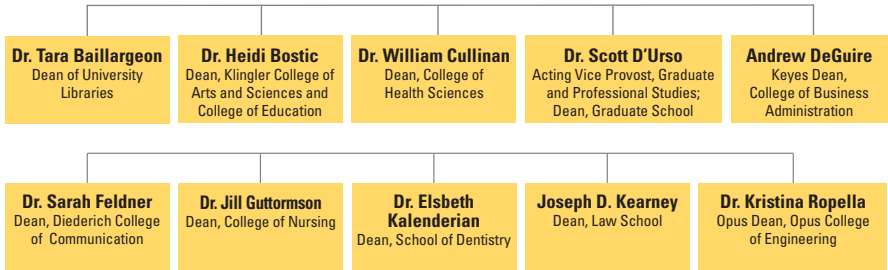 Dr. Tara Baillargeon
Dean of University
Libraries
Dr. Heidi Bostic
Dean, Klingler College of
Arts and Sciences and
College of Education
Dr. William Cullinan
Dean, College of
Health Sciences
Dr. Scott D’Urso
Acting Vice Provost, Graduate
and Professional Studies;
Dean, Graduate School
Andrew DeGuire
Keyes Dean,
College of Business
Administration
Dr. Sarah Feldner
Dean, Diederich College
of Communication
Dr. Jill Guttormson
Dean, College of Nursing
Dr. Elsbeth
Kalenderian
Dean, School of Dentistry
Joseph D. Kearney
Dean, Law School
Dr. Kristina Ropella
Opus Dean, Opus College
of Engineering